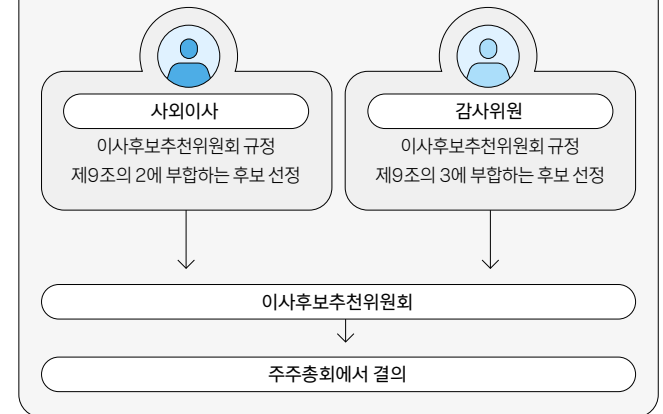 사외이사
이사후보추천위원회 규정
제9조의 2에 부합하는 후보 선정
감사위원
이사후보추천위원회 규정
제9조의 3에 부합하는 후보 선정
이사후보추천위원회
주주총회에서 결의